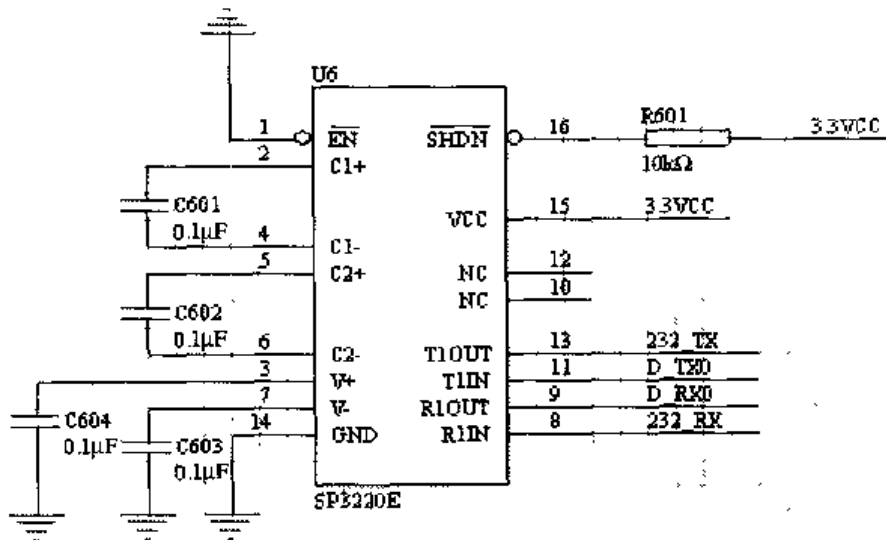 U6
1 EN SHDN 16 R601 3.3VCC
10kΩ
2 C1+
C601
0.1μF
VCC 15 3.3VCC
4 C1-
5 C2+
NC 12
NC 10
C602
0.1μF
6 C2-
T1OUT 13 232_TX
3 V+
T1IN 11 D_TX0
7 V-
R1OUT 9 D_RX0
14 GND
R1IN 8 232_RX
C604
0.1μF
C603
0.1μF
SP3220E